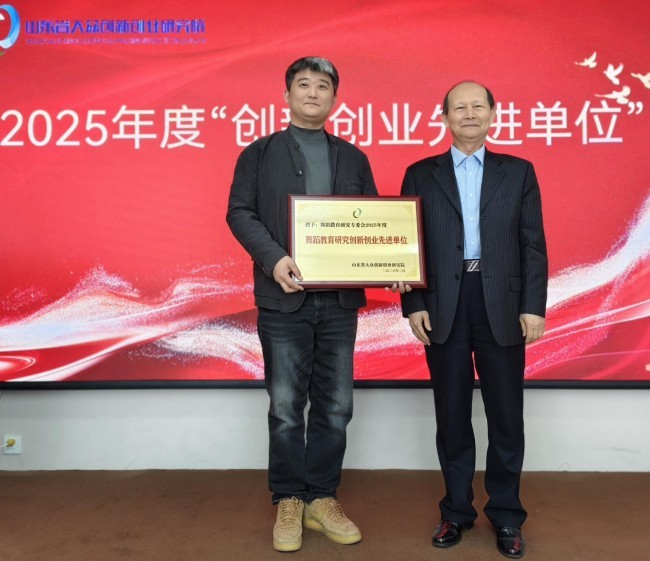 山东省大众创新创业研究院
2025年度“创新创业先进单位”
授予：舞蹈教育研究专委会2025年度
舞蹈教育研究创新创业先进单位
山东省大众创新创业研究院